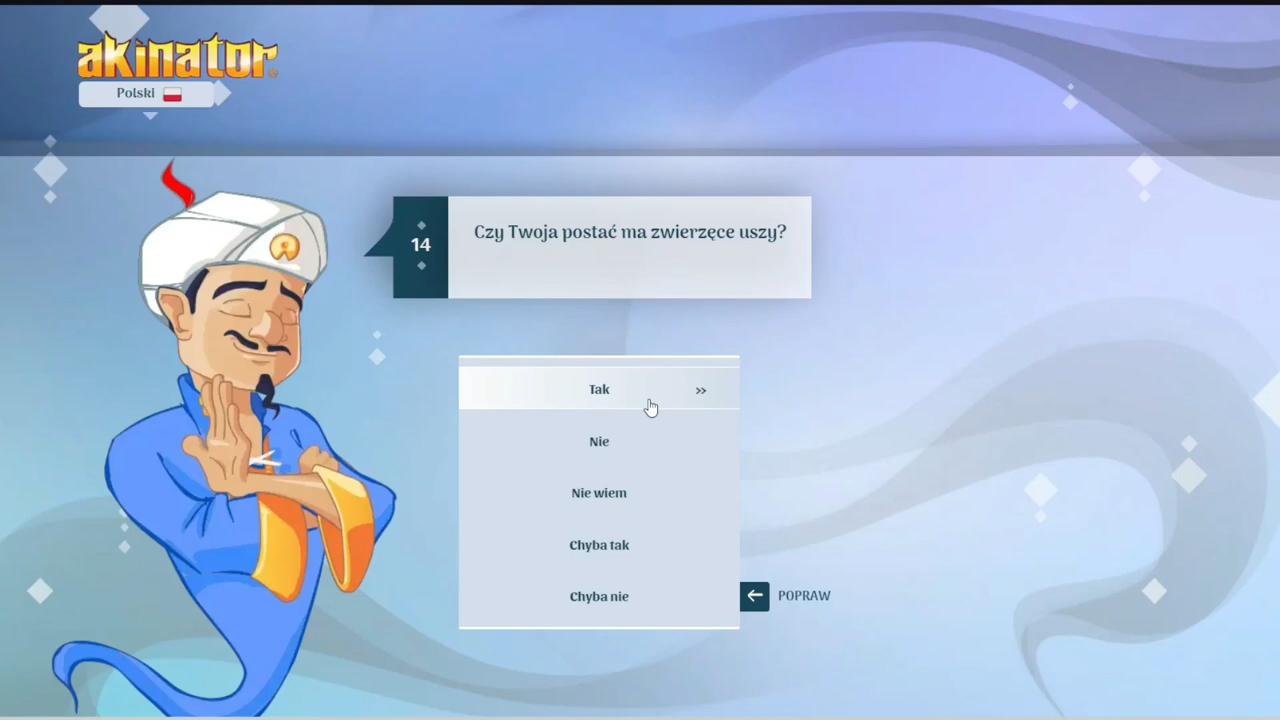 akinator
Polski
14
Czy Twoja postać ma zwierzęce uszy?
Tak >>
Nie
Nie wiem
Chyba tak
Chyba nie
POPRAW